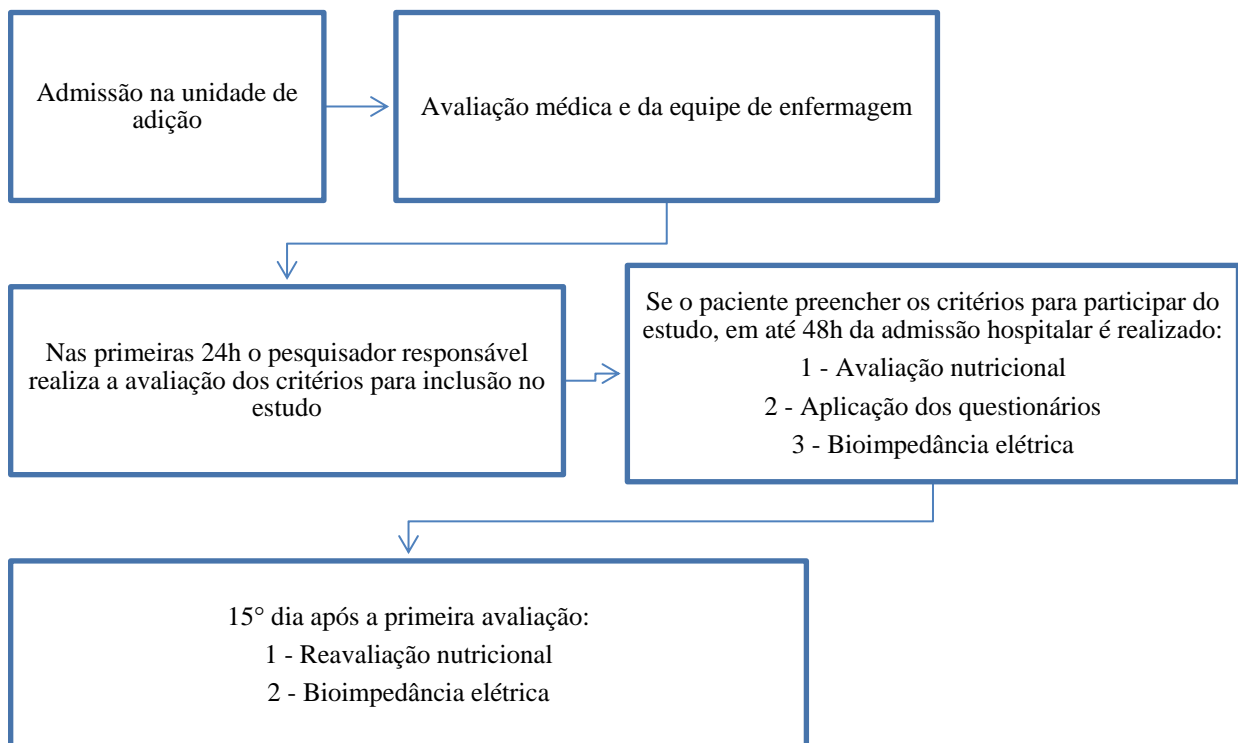 Admissão na unidade de
adição
Avaliação médica e da equipe de enfermagem
Nas primeiras 24h o pesquisador responsável
realiza a avaliação dos critérios para inclusão no
estudo
Se o paciente preencher os critérios para participar do
estudo, em até 48h da admissão hospitalar é realizado:
1 - Avaliação nutricional
2 - Aplicação dos questionários
3 - Bioimpedância elétrica
15° dia após a primeira avaliação:
1 - Reavaliação nutricional
2 - Bioimpedância elétrica